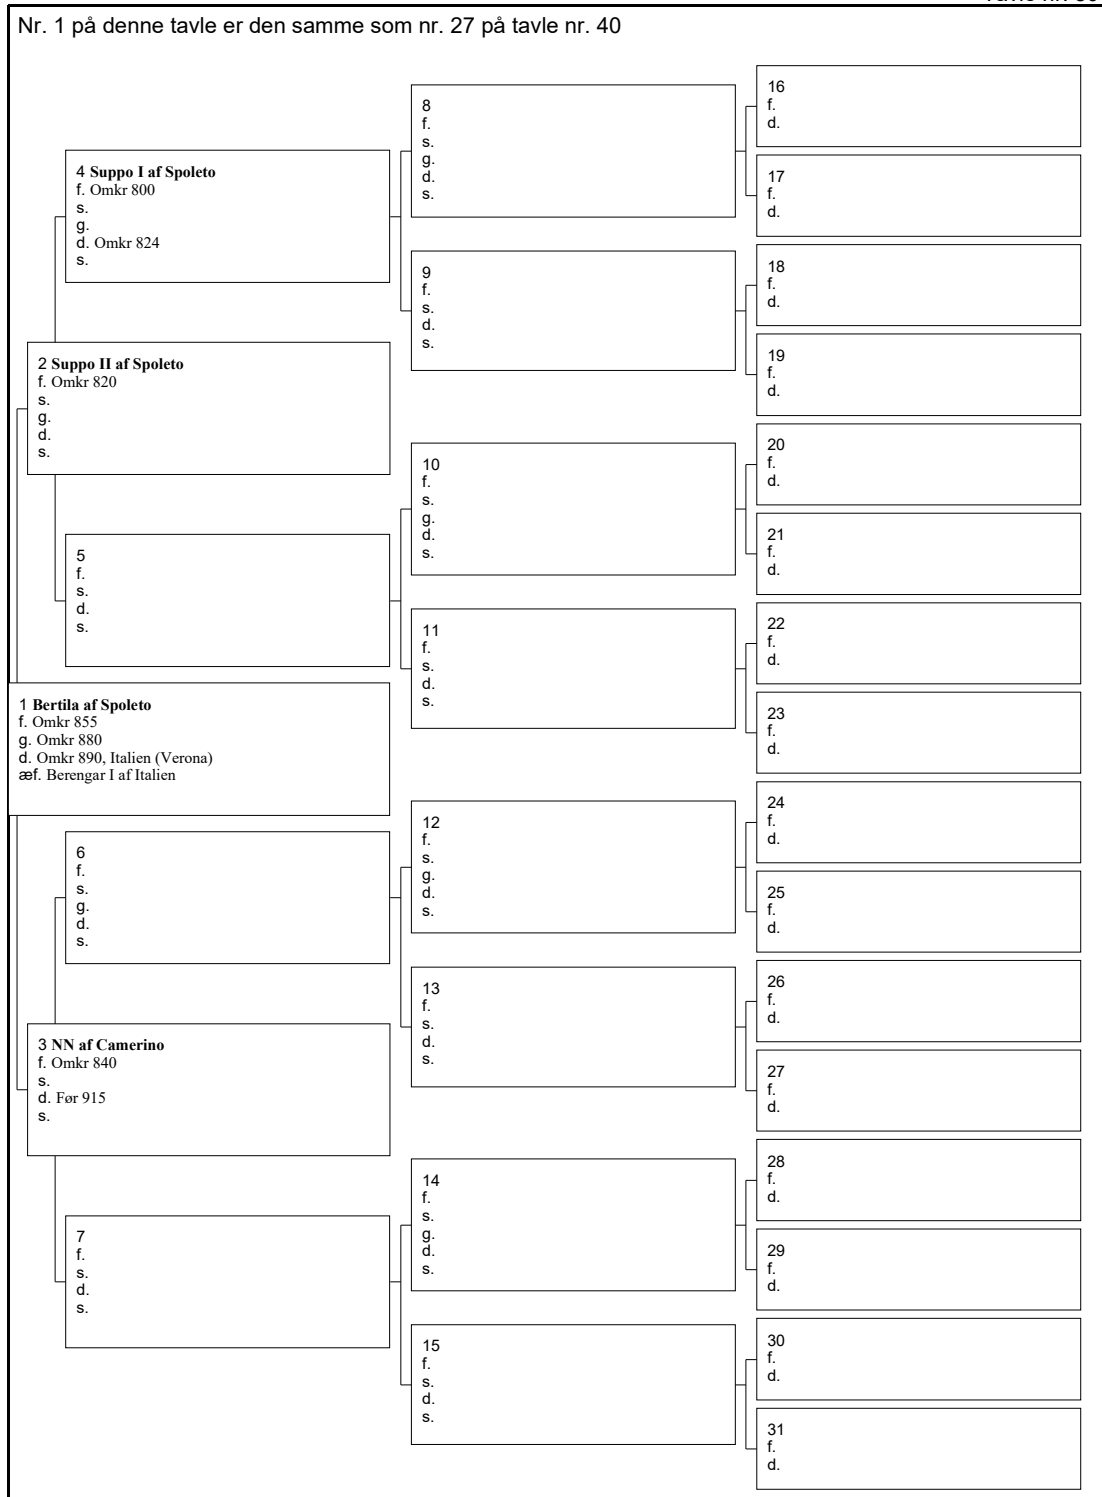 Nr. 1 på denne tavle er den samme som nr. 27 på tavle nr. 40
16
f.
d.
8
f.
s.
g.
d.
s.
4 Suppo I af Spoleto
f. Omkr 800
s.
g.
d. Omkr 824
s.
17
f.
d.
18
f.
d.
9
f.
s.
d.
s.
19
f.
d.
2 Suppo II af Spoleto
f. Omkr 820
s.
g.
d.
s.
20
f.
d.
10
f.
s.
g.
d.
s.
21
f.
d.
5
f.
s.
d.
s.
22
f.
d.
11
f.
s.
d.
s.
23
f.
d.
1 Bertila af Spoleto
f. Omkr 855
g. Omkr 880
d. Omkr 890, Italien (Verona)
æf. Berengar I af Italien
24
f.
d.
12
f.
s.
g.
d.
s.
6
f.
s.
g.
d.
s.
25
f.
d.
26
f.
d.
13
f.
s.
d.
s.
27
f.
d.
3 NN af Camerino
f. Omkr 840
s.
d. Før 915
s.
28
f.
d.
14
f.
s.
g.
d.
s.
29
f.
d.
7
f.
s.
d.
s.
30
f.
d.
15
f.
s.
d.
s.
31
f.
d.